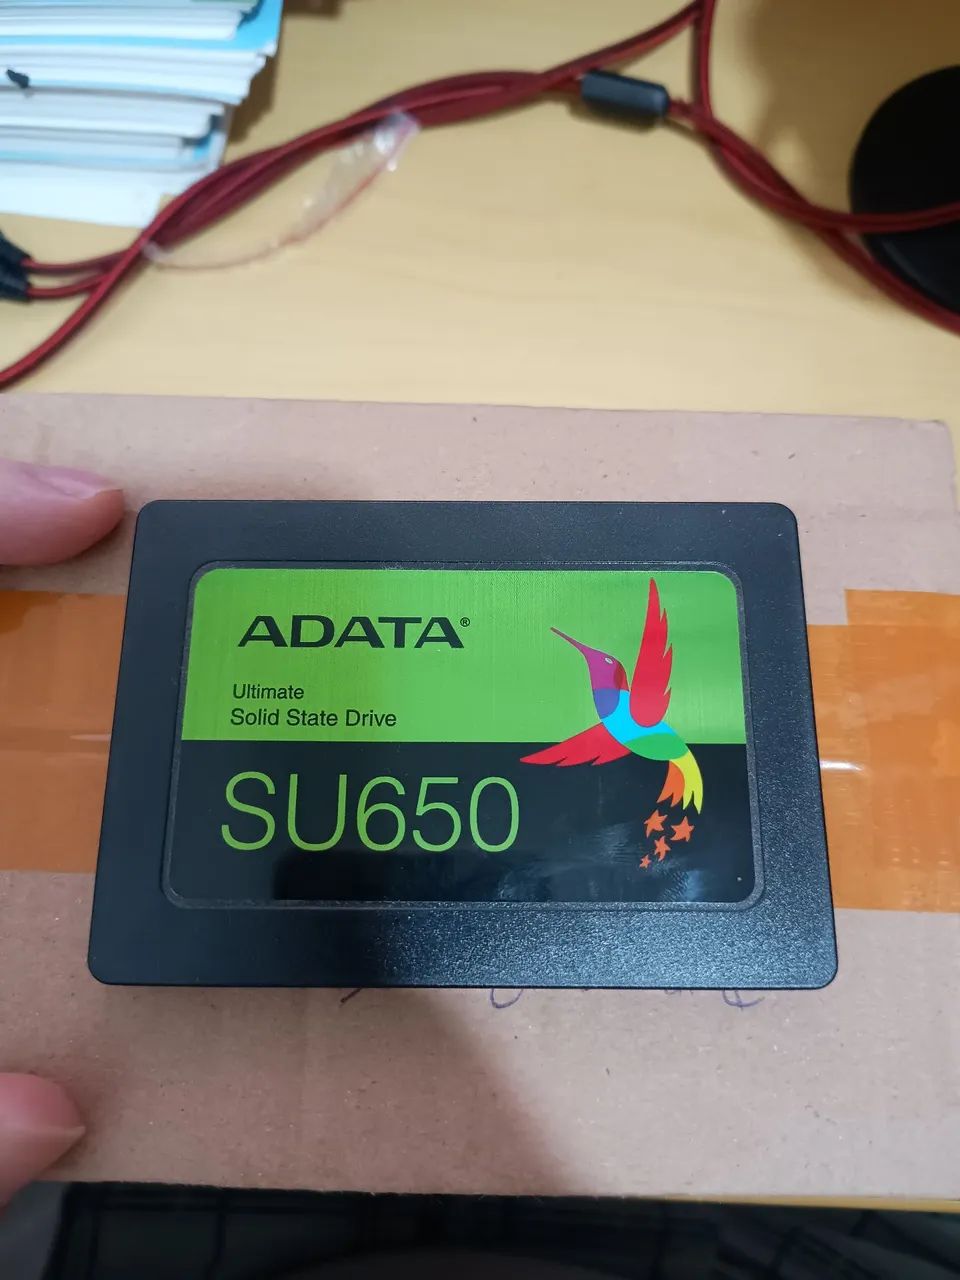 ADATA®
Ultimate
Solid State Drive
SU650